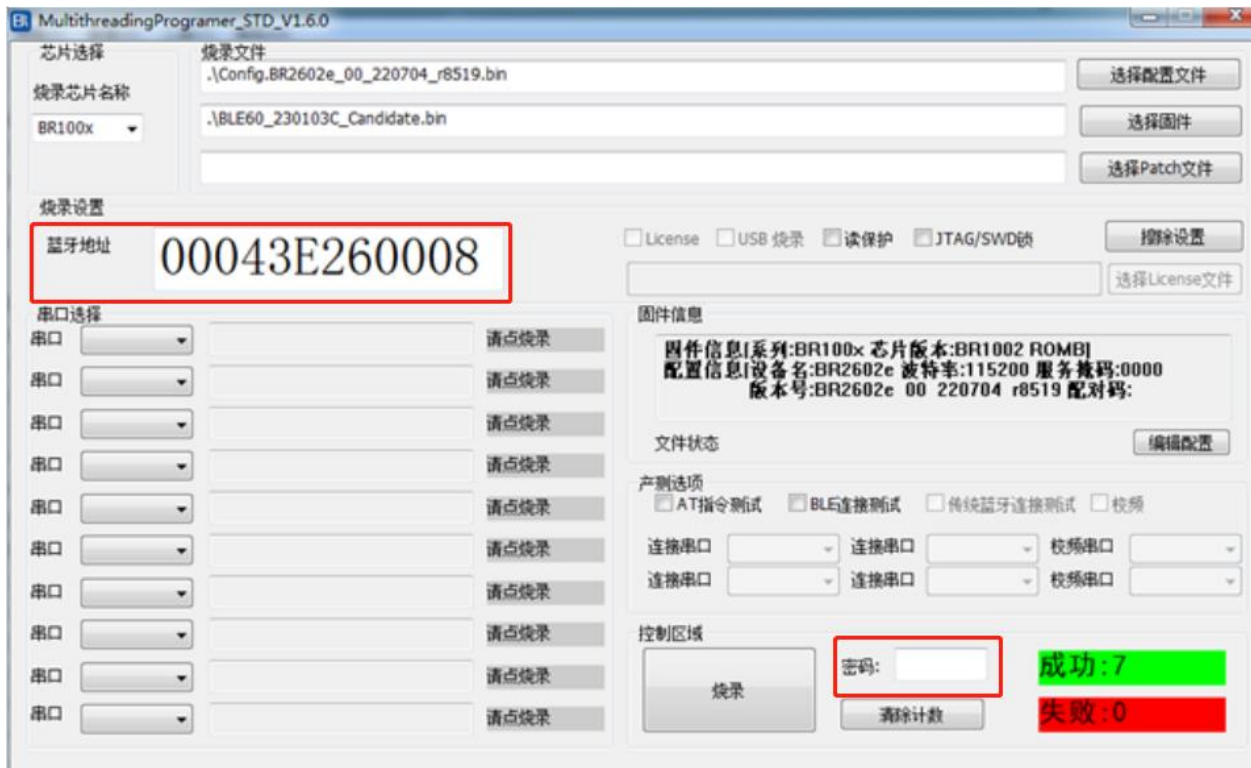 BR MultithreadingProgramer_STD_V1.6.0
芯片选择
烧录芯片名称
BR100x
烧录文件
.\Config.BR2602e_00_220704_r8519.bin
选择配置文件
.\BLE60_230103C_Candidate.bin
选择固件
选择Patch文件
烧录设置
蓝牙地址
00043E260008
License
USB 烧录
读保护
JTAG/SWD锁
擦除设置
选择License文件
串口选择
串口 请点烧录
串口 请点烧录
串口 请点烧录
串口 请点烧录
串口 请点烧录
串口 请点烧录
串口 请点烧录
串口 请点烧录
串口 请点烧录
串口 请点烧录
固件信息
固件信息[系列:BR100x 芯片版本:BR1002 ROMB]
配置信息[设备名:BR2602e 波特率:115200 服务掩码:0000
版本号:BR2602e_00_220704_r8519 配对码:
文件状态
编辑配置
产测选项
AT指令测试
BLE连接测试
传统蓝牙连接测试
校频
连接串口 连接串口 校频串口
连接串口 连接串口 校频串口
控制区域
烧录
密码:
清除计数
成功:7
失败:0